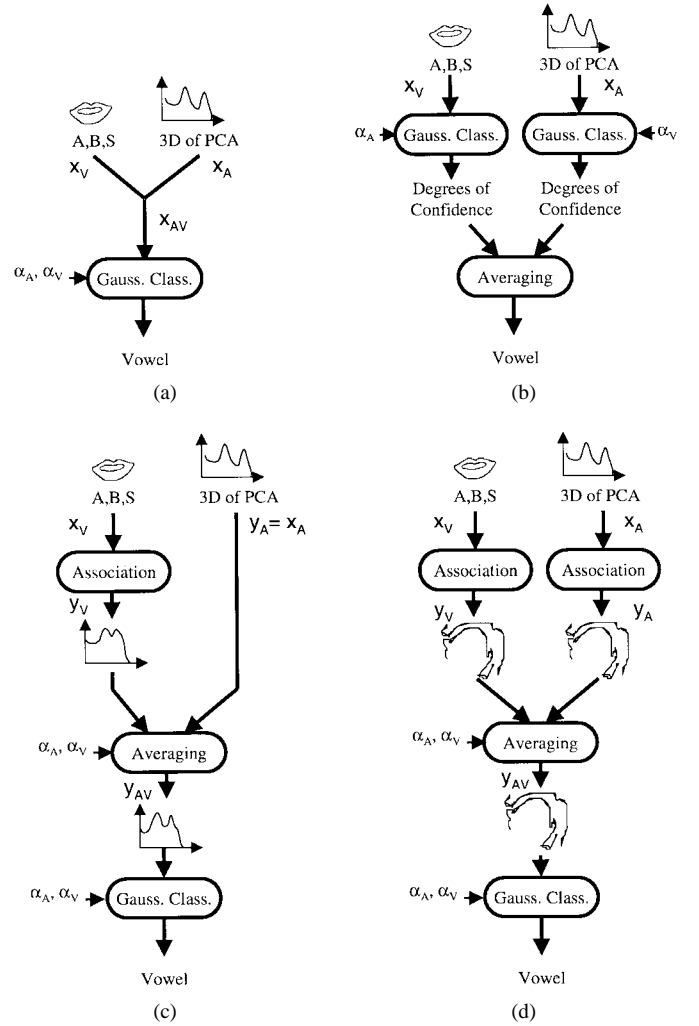 A,B,S
3D of PCA
x_V
x_A
x_AV
α_A, α_V
Gauss. Class.
Vowel
(a)
A,B,S
3D of PCA
x_V
x_A
α_A
Gauss. Class.
Gauss. Class.
α_V
Degrees of
Confidence
Degrees of
Confidence
Averaging
Vowel
(b)
A,B,S
3D of PCA
x_V
y_A= x_A
Association
y_V
α_A, α_V
Averaging
y_AV
α_A, α_V
Gauss. Class.
Vowel
(c)
A,B,S
3D of PCA
x_V
x_A
Association
Association
y_V
y_A
α_A, α_V
Averaging
y_AV
α_A, α_V
Gauss. Class.
Vowel
(d)